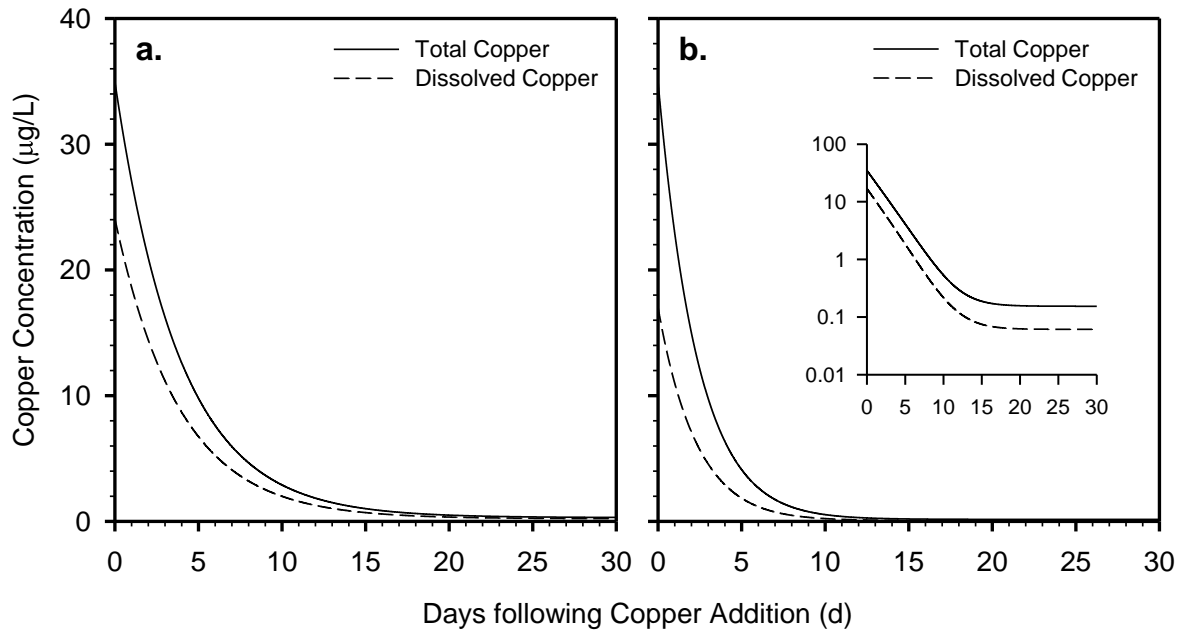 a.
Total Copper
Dissolved Copper
b.
Total Copper
Dissolved Copper
Copper Concentration (μg/L)
40
30
20
10
0
0 5 10 15 20 25 30
100
10
1
0.1
0.01
0 5 10 15 20 25 30
0 5 10 15 20 25 30
Days following Copper Addition (d)